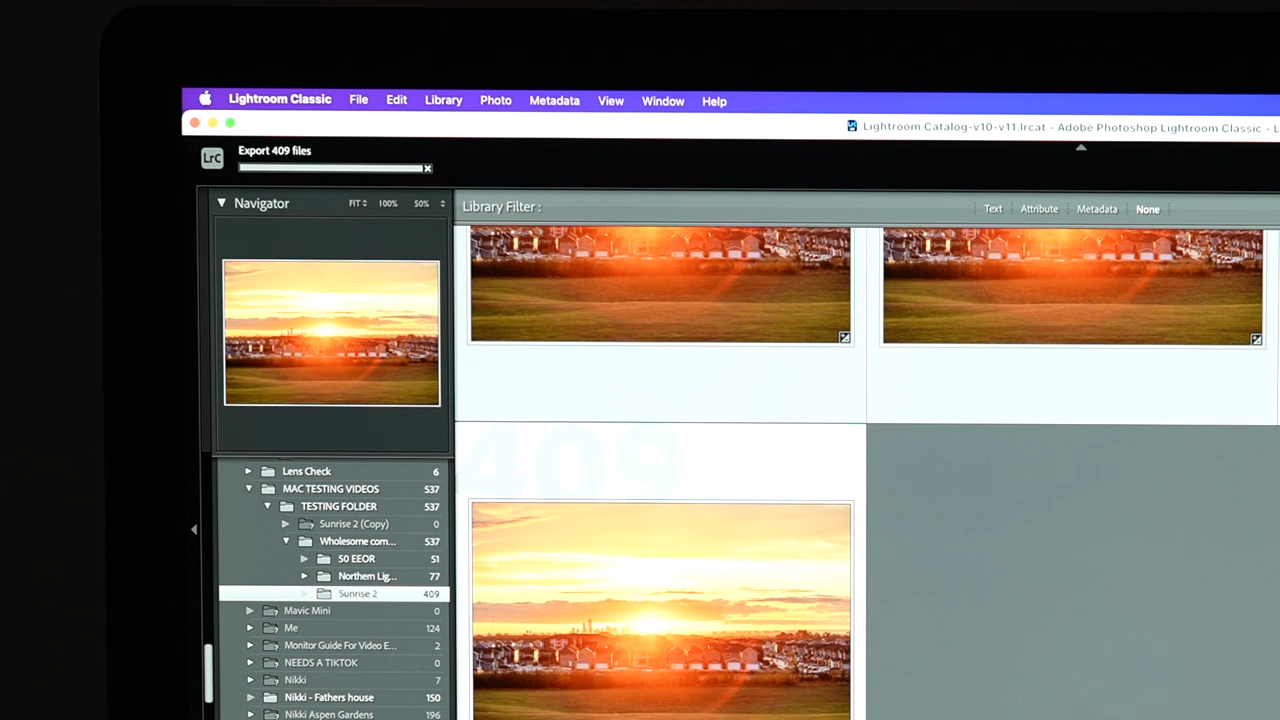 Lightroom Classic File Edit Library Photo Metadata View Window Help
LrC Lightroom Catalog-v10-v11.lrcat - Adobe Photoshop Lightroom Classic - L
LrC Export 409 files
Navigator FIT 100% 50%
Library Filter : Text Attribute Metadata None
409
Lens Check 6
MAC TESTING VIDEOS 537
TESTING FOLDER 537
Sunrise 2 (Copy) 0
Wholesome com... 537
50 EEOR 51
Northern Lig... 77
Sunrise 2 409
Mavic Mini 0
Me 124
Monitor Guide For Video E... 2
NEEDS A TIKTOK 0
Nikki 7
Nikki - Fathers house 150
Nikki Aspen Gardens 196